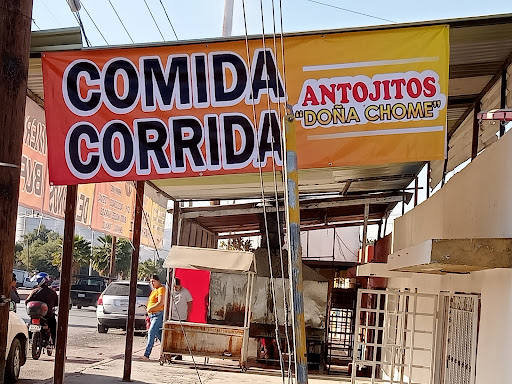 COMIDA
CORRIDA
ANTOJITOS
"DOÑA CHOME"